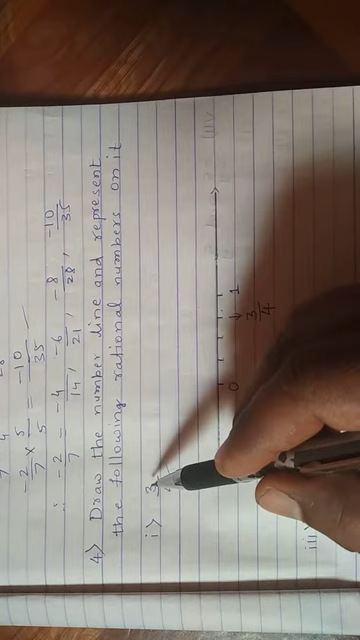 -2/7 × 5/5 = -10/35
∴ -2/7 = -4/14, -6/21, -8/28, -10/35
4> Draw the number line and represent
the following rational numbers on it
i> 3
0 1
3/4
iii